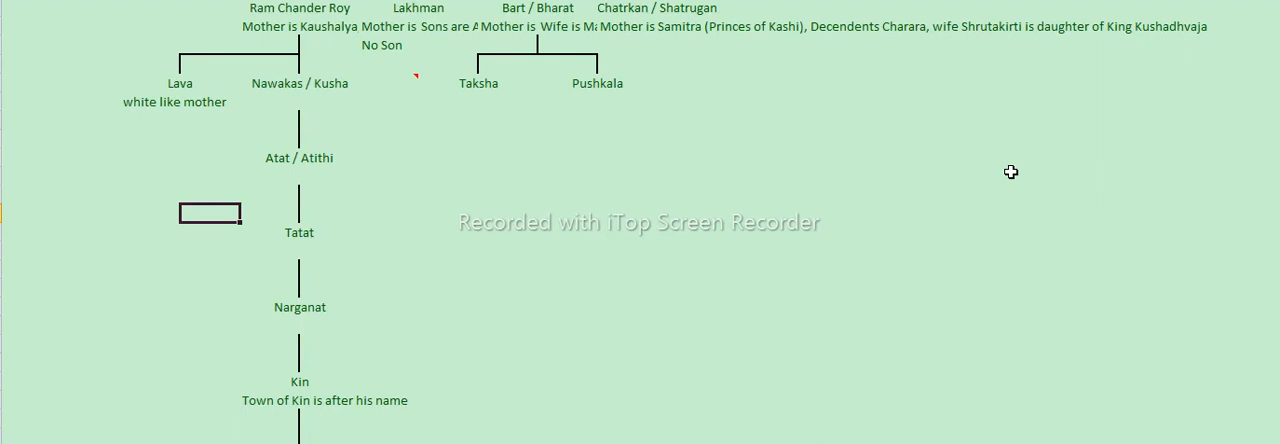 Ram Chander Roy Lakhman Bart / Bharat Chatrkan / Shatrugan
Mother is Kaushalya Mother is Sons are Mother is Wife is Mother is Samitra (Princes of Kashi), Decendents Charara, wife Shrutakirti is daughter of King Kushadhvaja
No Son
Lava Nawakas / Kusha Taksha Pushkala
white like mother
Atat / Atithi
Recorded with iTop Screen Recorder
Tatat
Narganat
Kin
Town of Kin is after his name